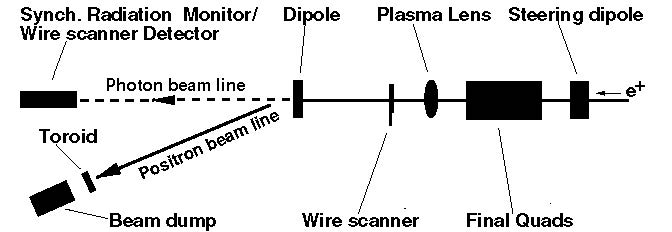 Synch. Radiation Monitor/
Wire scanner Detector
Dipole
Plasma Lens
Steering dipole
Photon beam line
e+
Toroid
Positron beam line
Beam dump
Wire scanner
Final Quads